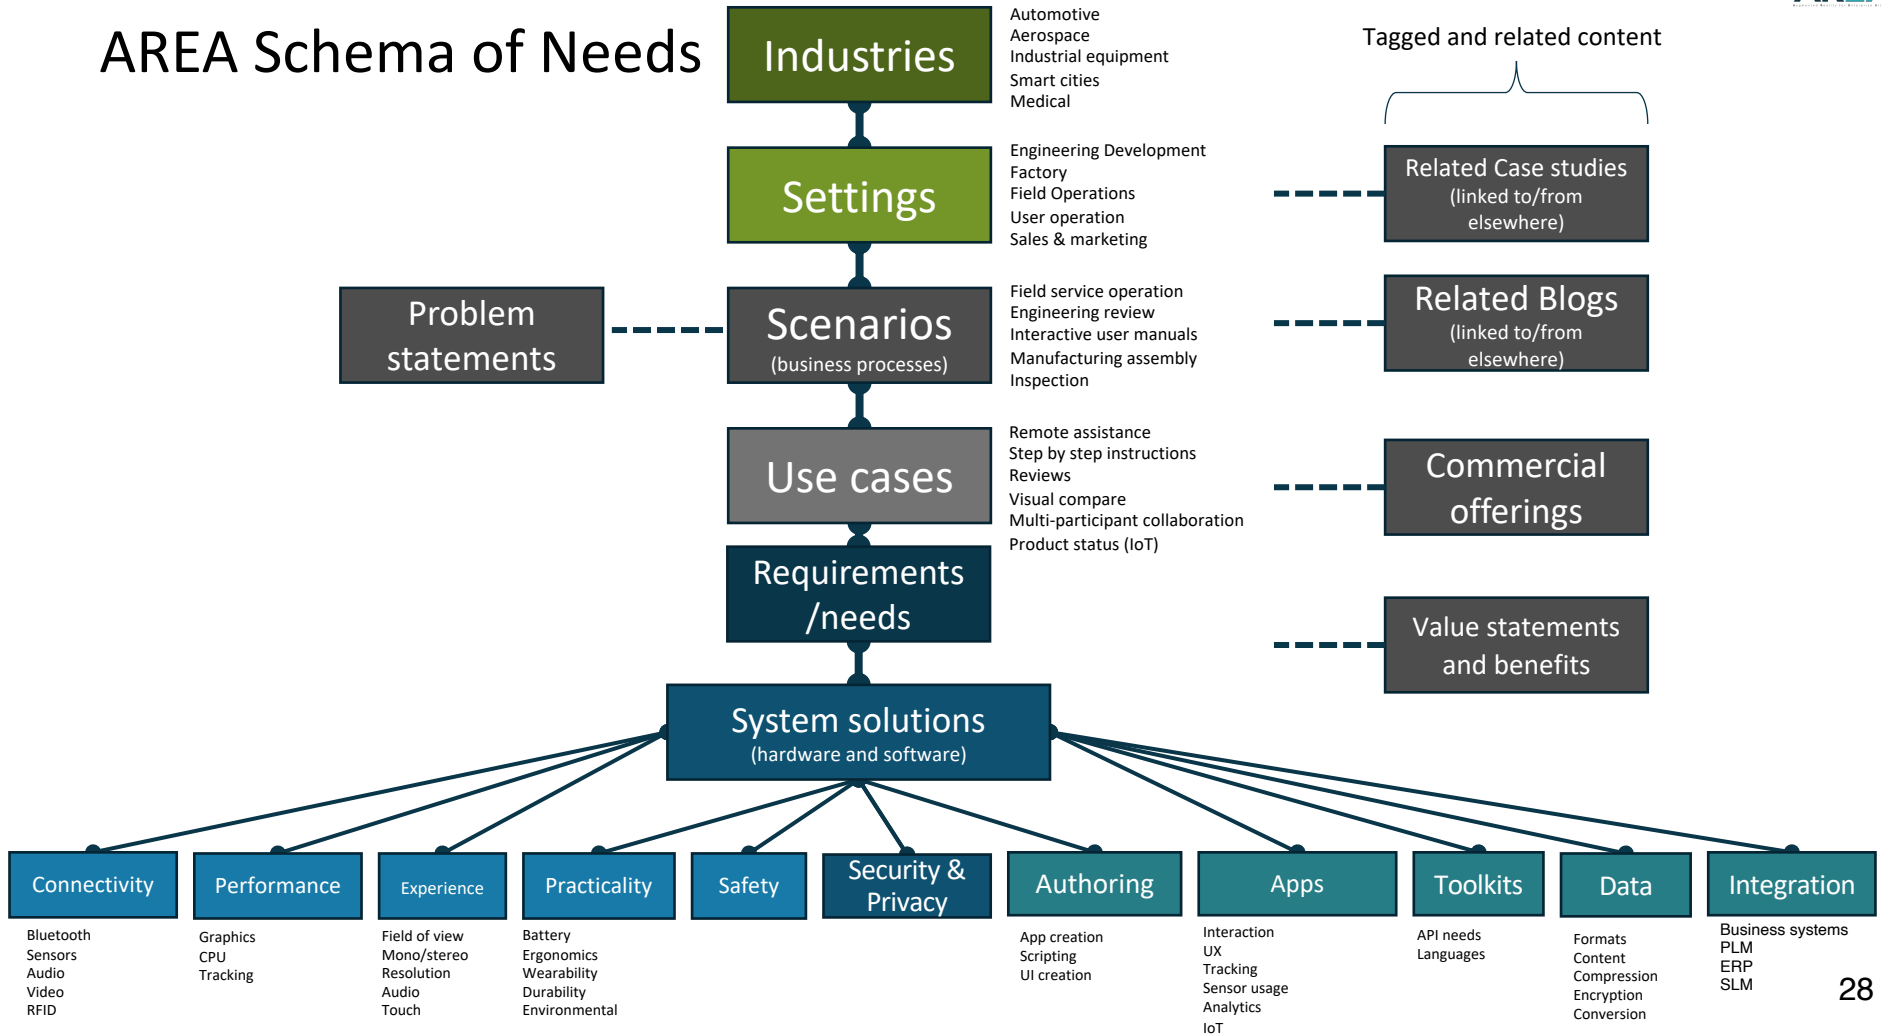 AREA Schema of Needs
Industries
Automotive
Aerospace
Industrial equipment
Smart cities
Medical
Tagged and related content
Settings
Engineering Development
Factory
Field Operations
User operation
Sales & marketing
Related Case studies
(linked to/from
elsewhere)
Problem
statements
Scenarios
(business processes)
Field service operation
Engineering review
Interactive user manuals
Manufacturing assembly
Inspection
Related Blogs
(linked to/from
elsewhere)
Use cases
Remote assistance
Step by step instructions
Reviews
Visual compare
Multi-participant collaboration
Product status (IoT)
Commercial
offerings
Requirements
/needs
Value statements
and benefits
System solutions
(hardware and software)
Connectivity
Bluetooth
Sensors
Audio
Video
RFID
Performance
Graphics
CPU
Tracking
Experience
Field of view
Mono/stereo
Resolution
Audio
Touch
Practicality
Battery
Ergonomics
Wearability
Durability
Environmental
Safety
Security &
Privacy
Authoring
App creation
Scripting
UI creation
Apps
Interaction
UX
Tracking
Sensor usage
Analytics
IoT
Toolkits
API needs
Languages
Data
Formats
Content
Compression
Encryption
Conversion
Integration
Business systems
PLM
ERP
SLM
28